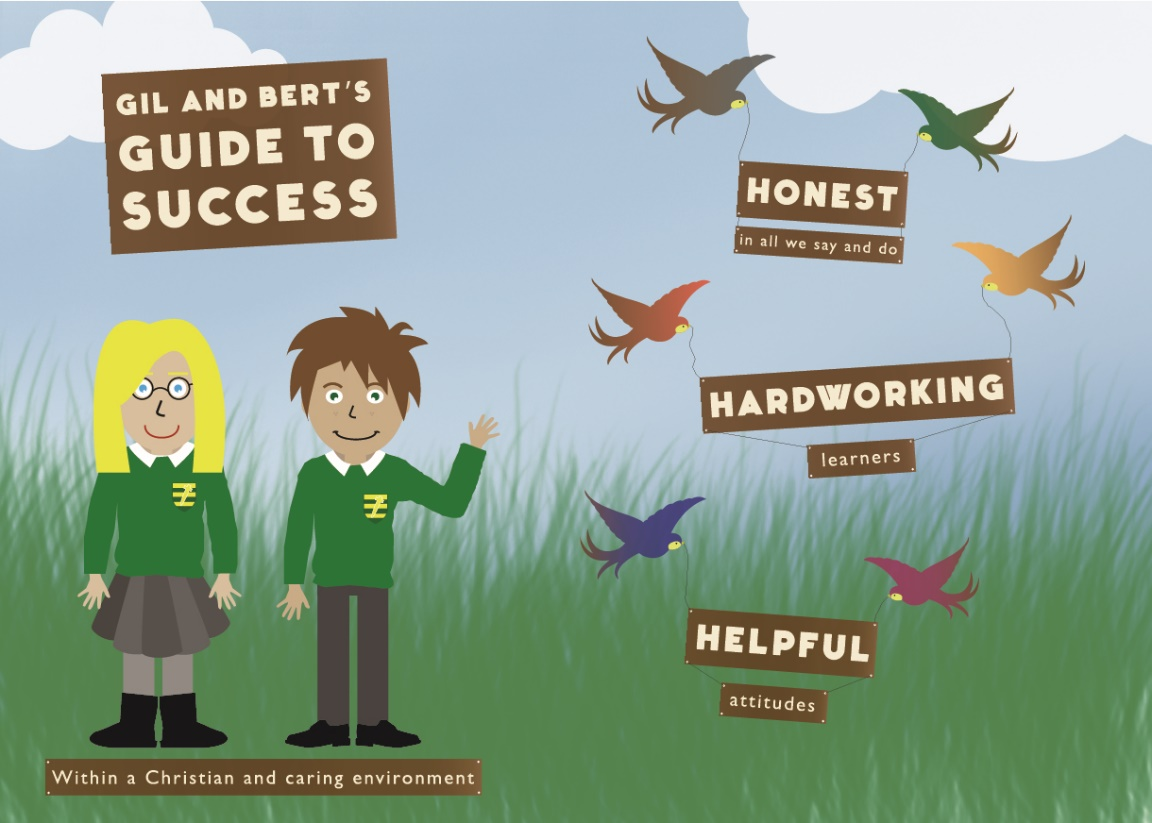 GIL AND BERT'S
GUIDE TO
SUCCESS
HONEST
in all we say and do
HARDWORKING
learners
HELPFUL
attitudes
Within a Christian and caring environment